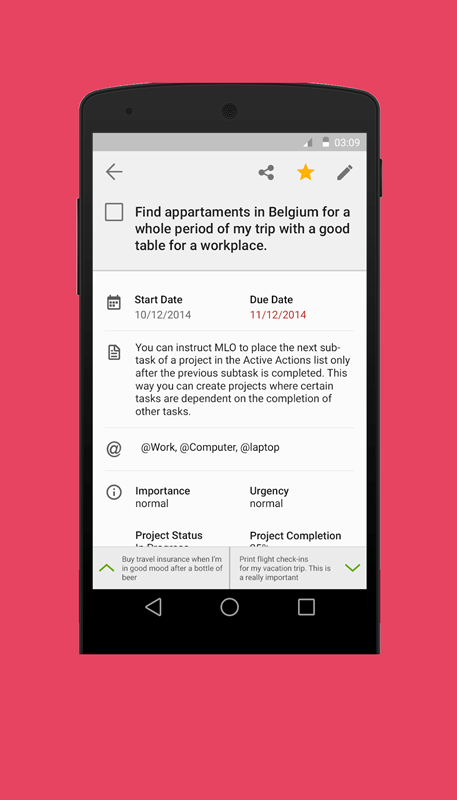 03:09
Find appartaments in Belgium for a
whole period of my trip with a good
table for a workplace.
Start Date
Due Date
10/12/2014
11/12/2014
You can instruct MLO to place the next sub-
task of a project in the Active Actions list only
after the previous subtask is completed. This
way you can create projects where certain
tasks are dependent on the completion of
other tasks.
@Work, @Computer, @laptop
Importance
Urgency
normal
normal
Project Status
Project Completion
In Progress
Buy travel insurance when I'm
in good mood after a bottle of
beer
Print flight check-ins
for my vacation trip. This is
a really important